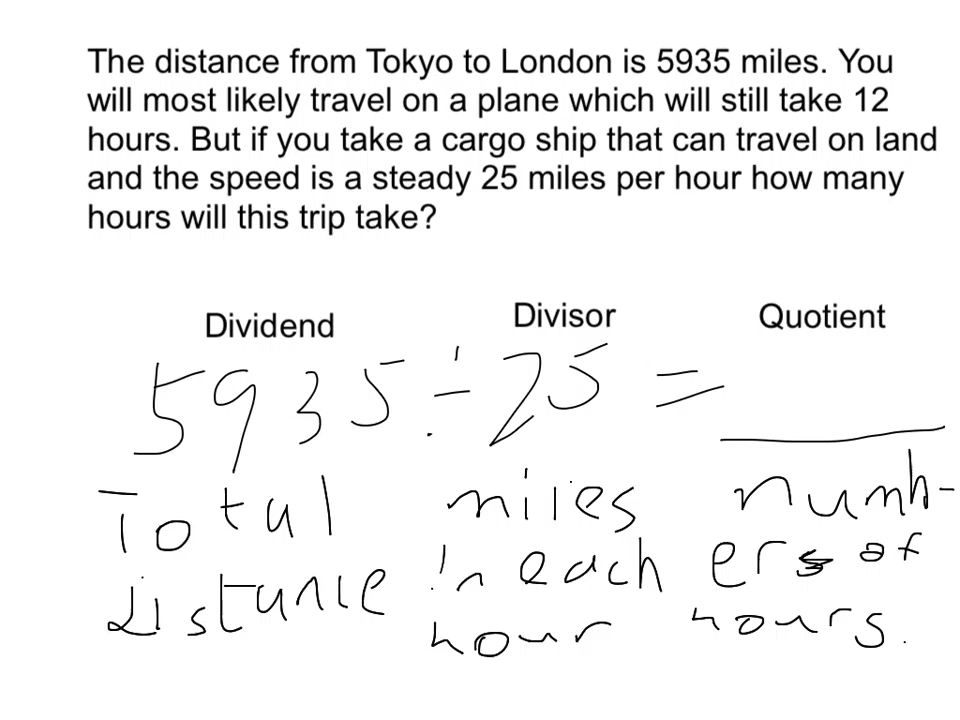 The distance from Tokyo to London is 5935 miles. You
will most likely travel on a plane which will still take 12
hours. But if you take a cargo ship that can travel on land
and the speed is a steady 25 miles per hour how many
hours will this trip take?
Dividend Divisor Quotient
5935 ÷ 25 = ____
Total miles numb-
distance in each ers of
hour hours.